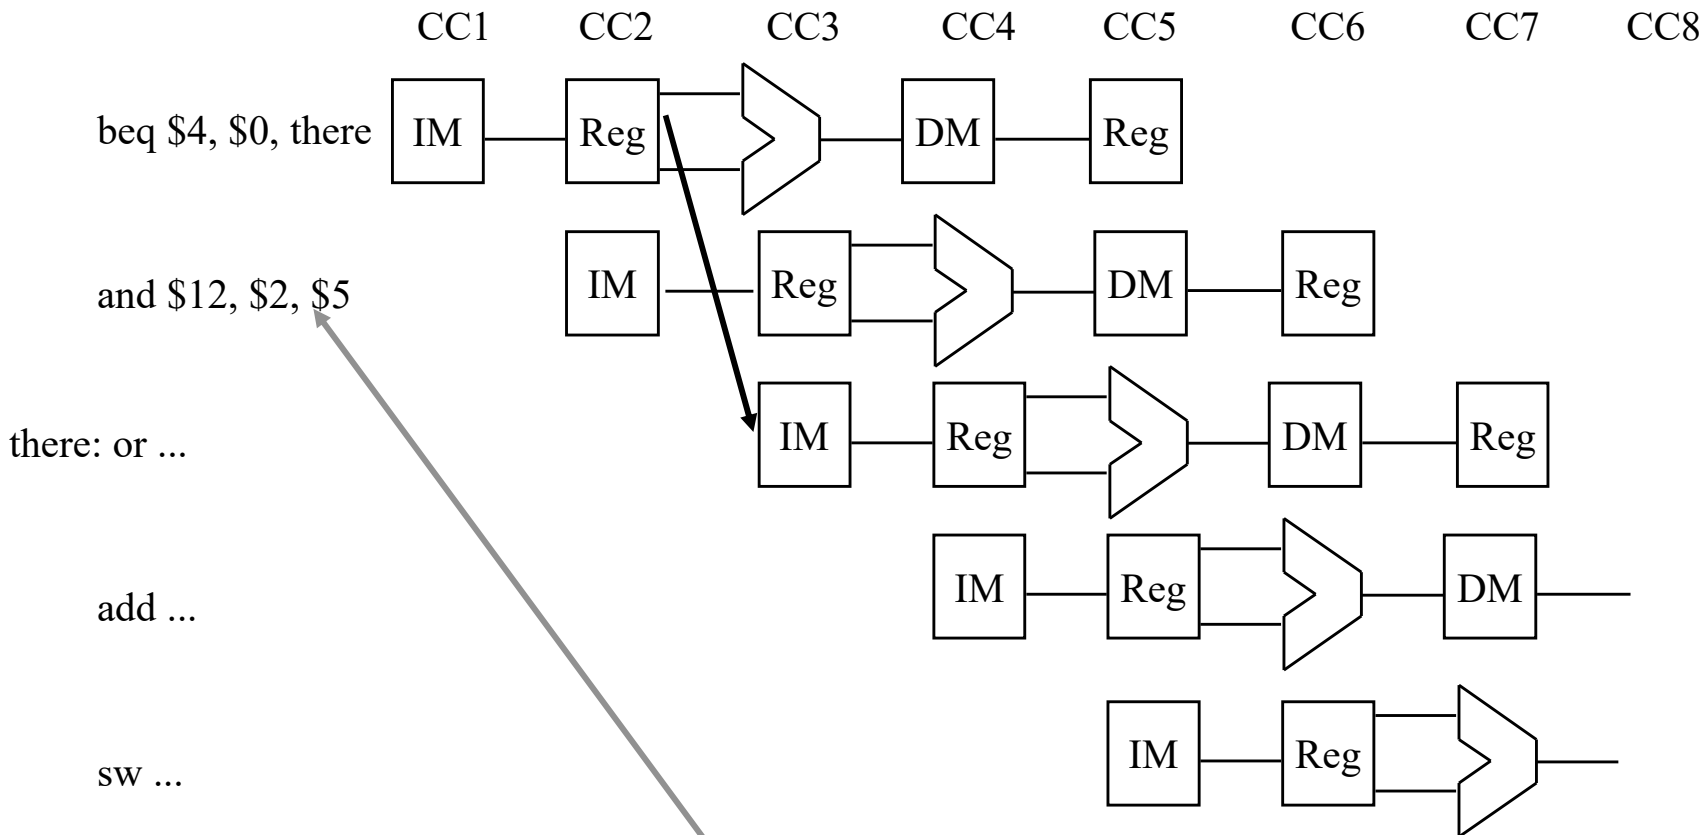 CC1 CC2 CC3 CC4 CC5 CC6 CC7 CC8
beq $4, $0, there IM Reg DM Reg
and $12, $2, $5 IM Reg DM Reg
there: or ... IM Reg DM Reg
add ... IM Reg DM
sw ... IM Reg